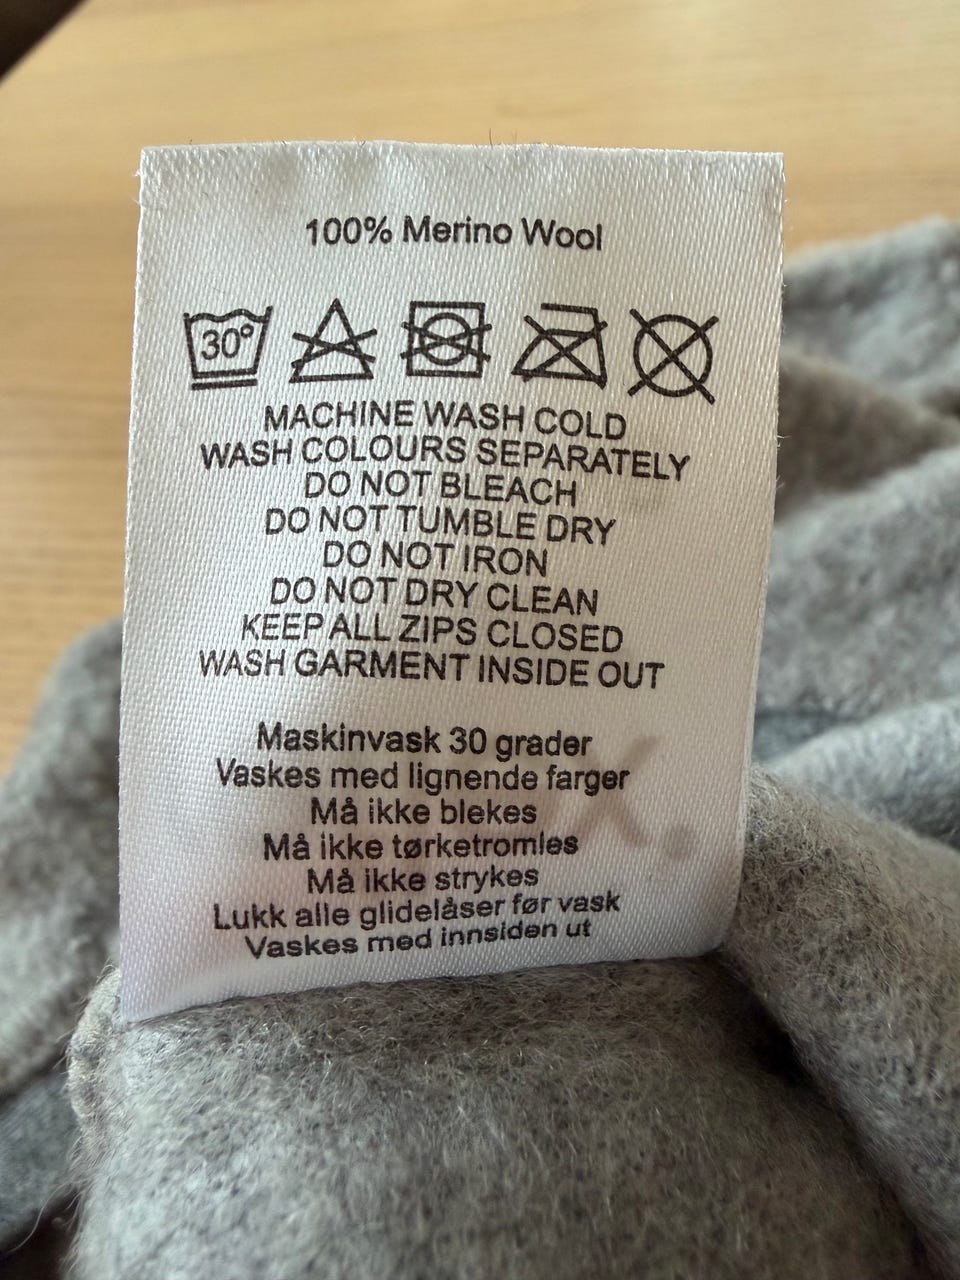 100% Merino Wool
30°
MACHINE WASH COLD
WASH COLOURS SEPARATELY
DO NOT BLEACH
DO NOT TUMBLE DRY
DO NOT IRON
DO NOT DRY CLEAN
KEEP ALL ZIPS CLOSED
WASH GARMENT INSIDE OUT
Maskinvask 30 grader
Vaskes med lignende farger
Må ikke blekes
Må ikke tørketromles
Må ikke strykes
Lukk alle glidelåser før vask
Vaskes med innsiden ut